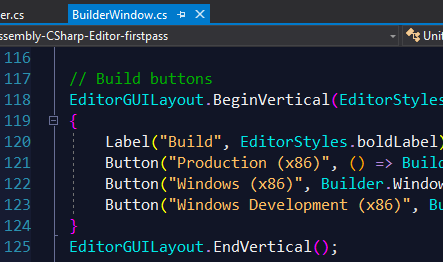 er.cs
BuilderWindow.cs
ssembly-CSharp-Editor-firstpass
Unit
116
117 // Build buttons
118 EditorGUILayout.BeginVertical(EditorStyles
119 {
120 Label("Build", EditorStyles.boldLabel)
121 Button("Production (x86)", () => Buil
122 Button("Windows (x86)", Builder.Window
123 Button("Windows Development (x86)", Bu
124 }
125 EditorGUILayout.EndVertical();